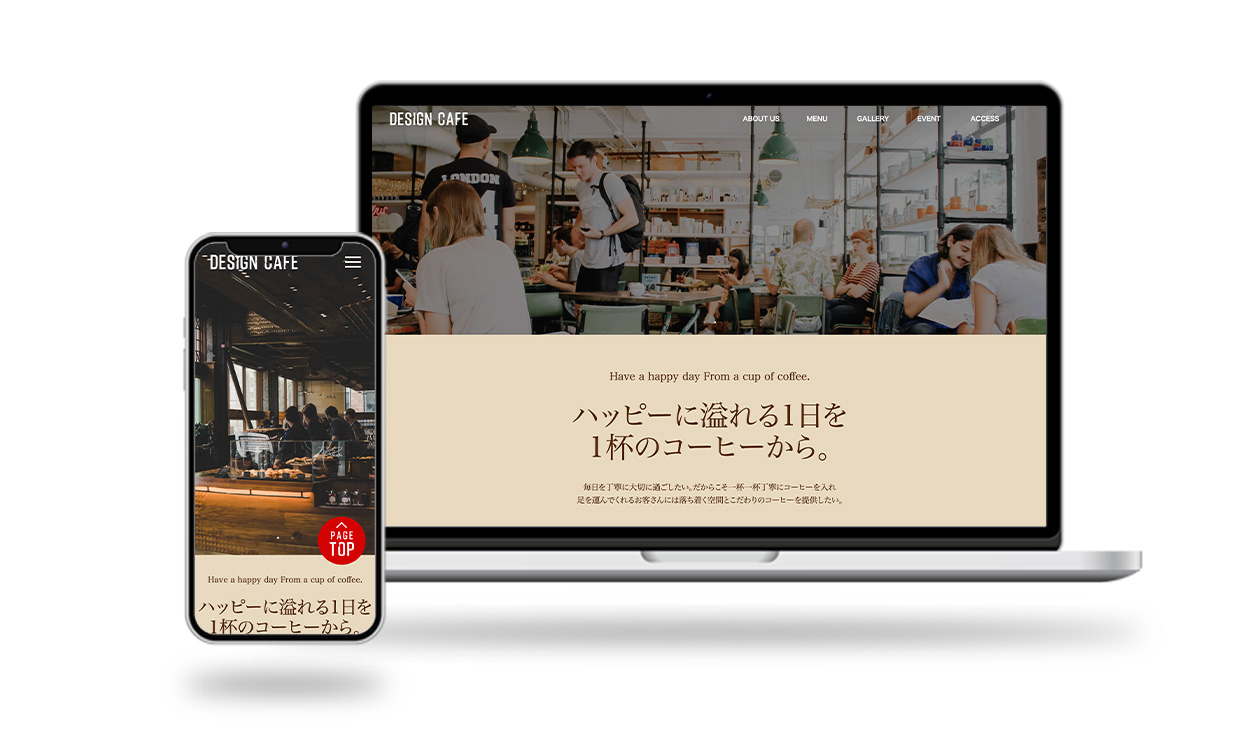 DESIGN CAFE
ABOUT US MENU GALLERY EVENT ACCESS
LONDON
Have a happy day From a cup of coffee.
ハッピーに溢れる1日を
1杯のコーヒーから。
毎日を丁寧に大切に過ごしたい。だからこそ一杯一杯丁寧にコーヒーを入れ
足を運んでくれるお客さんには落ち着く空間とこだわりのコーヒーを提供したい。
DESIGN CAFE
PAGE
TOP
Have a happy day From a cup of coffee.
ハッピーに溢れる1日を
1杯のコーヒーから。